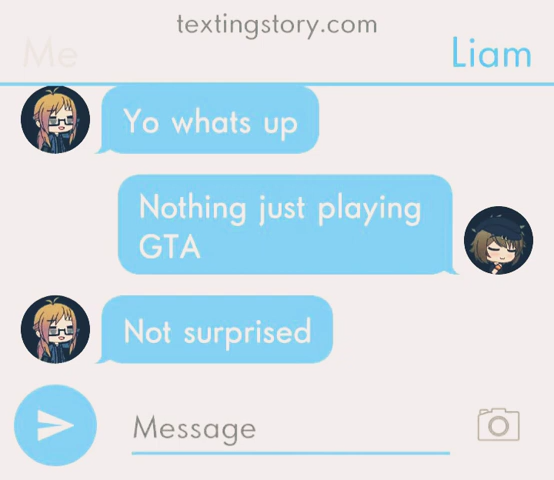 textingstory.com
Me
Liam
Yo whats up
Nothing just playing
GTA
Not surprised
Message